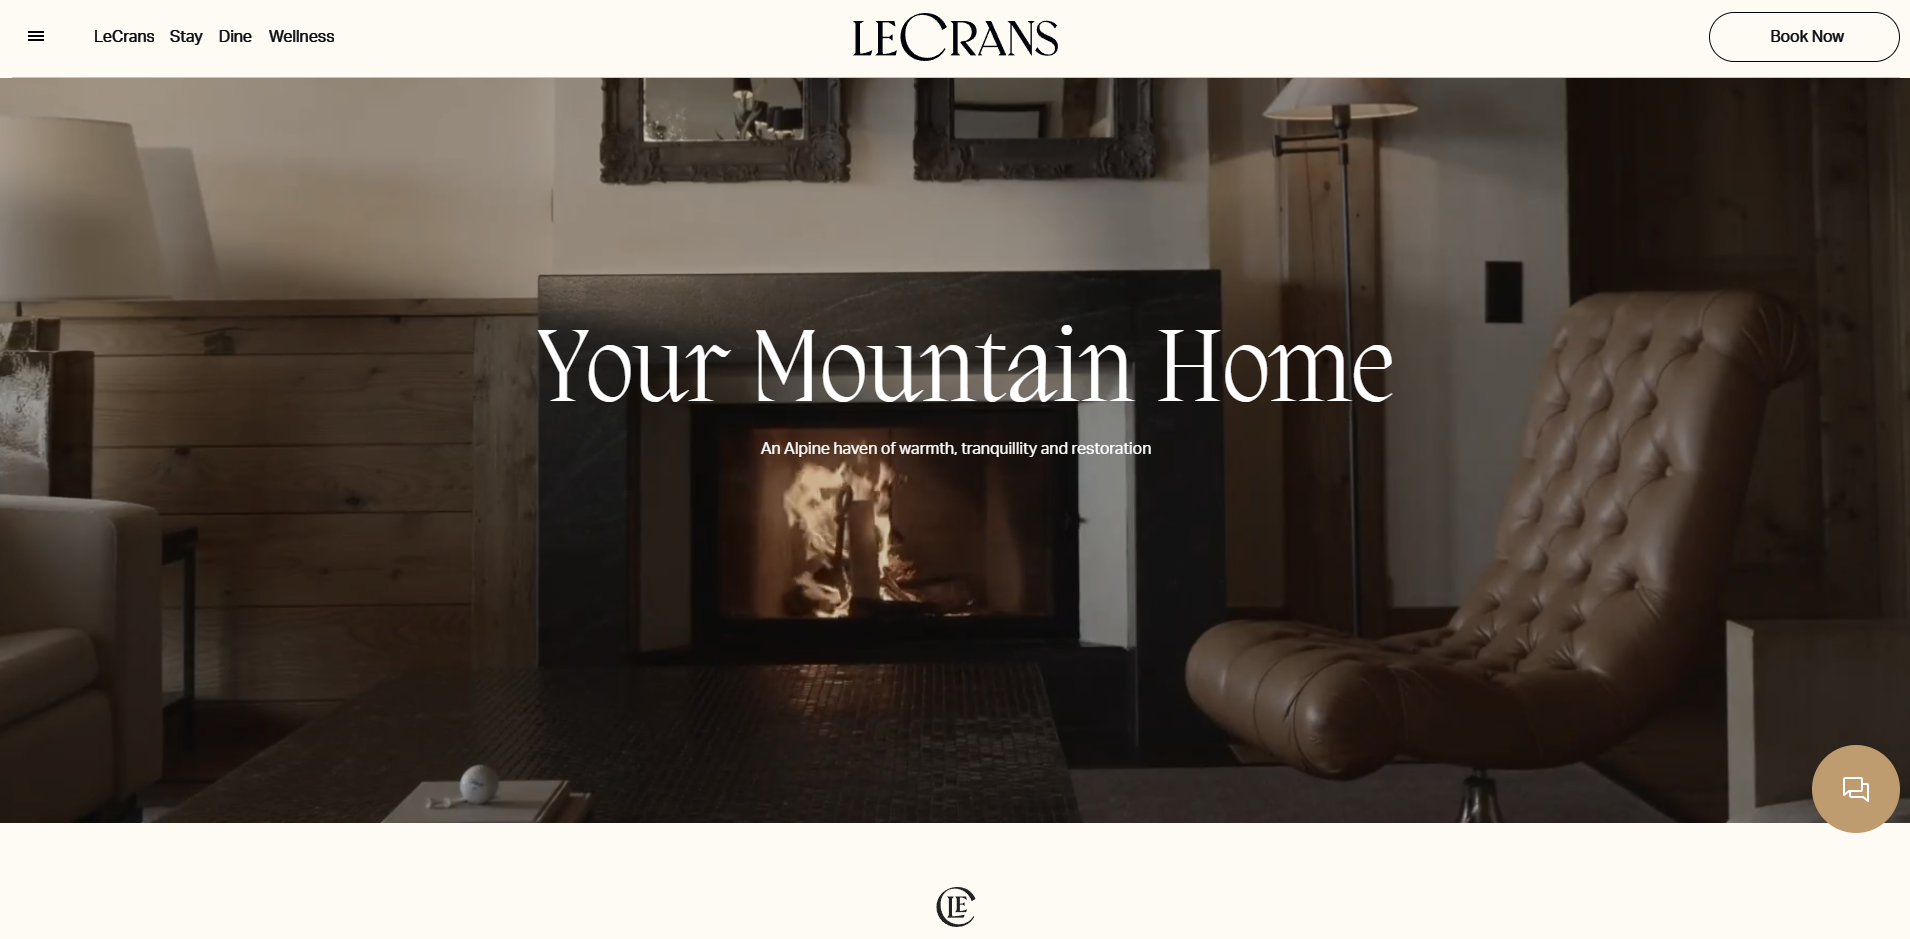 LeCrans Stay Dine Wellness
LECRANS
Book Now
Your Mountain Home
An Alpine haven of warmth, tranquillity and restoration
LE